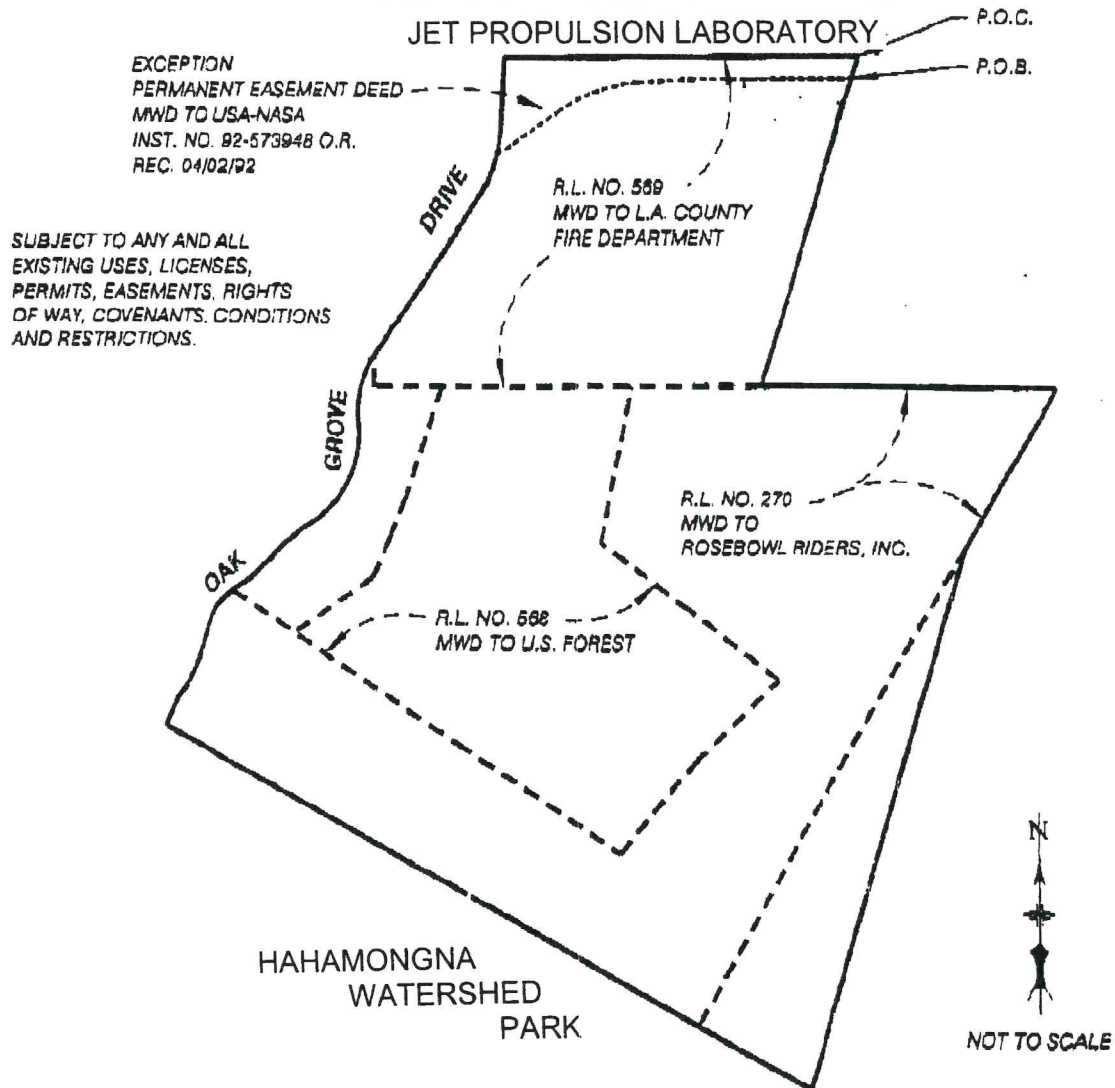 JET PROPULSION LABORATORY
P.O.C.
P.O.B.
EXCEPTION
PERMANENT EASEMENT DEED
MWD TO USA-NASA
INST. NO. 92-573948 O.R.
REC. 04/02/92
R.L. NO. 569
MWD TO L.A. COUNTY
FIRE DEPARTMENT
DRIVE
SUBJECT TO ANY AND ALL
EXISTING USES, LICENSES,
PERMITS, EASEMENTS, RIGHTS
OF WAY, COVENANTS. CONDITIONS
AND RESTRICTIONS.
GROVE
R.L. NO. 270
MWD TO
ROSEBOWL RIDERS, INC.
OAK
R.L. NO. 568
MWD TO U.S. FOREST
N
HAHAMONGNA
WATERSHED
PARK
NOT TO SCALE